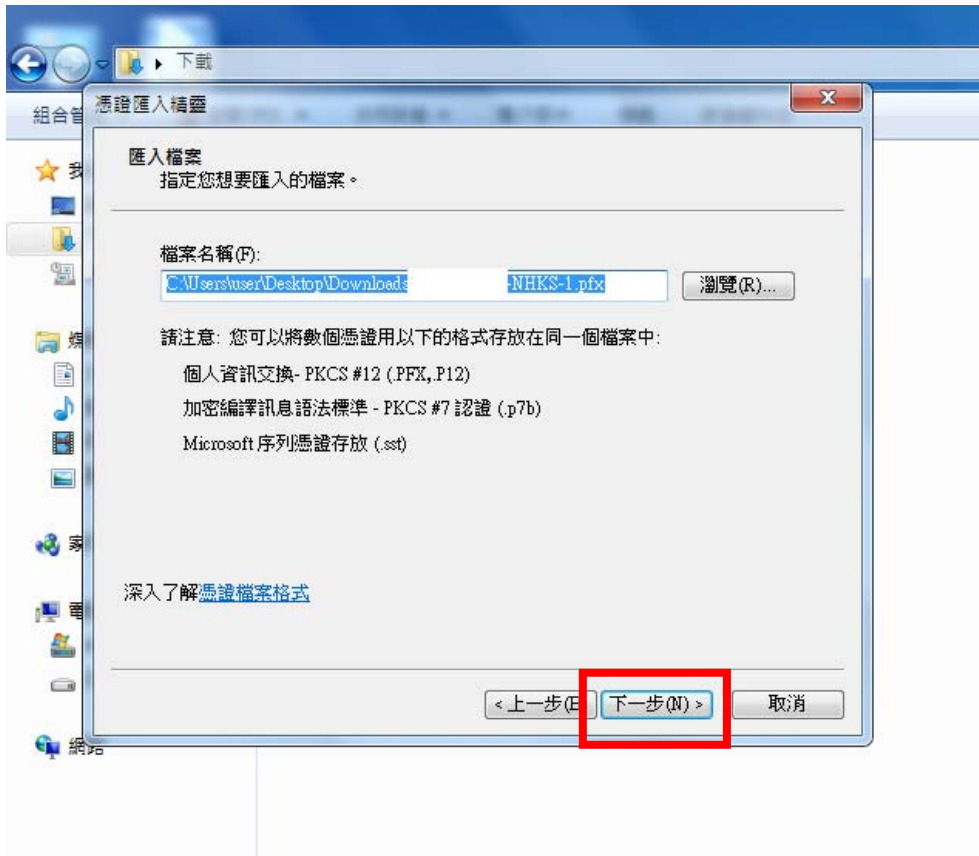 下載
組合管
憑證匯入精靈
匯入檔案
指定您想要匯入的檔案。
檔案名稱(F):
C:\Users\user\Desktop\Downloads -NHKS-1.pfx
瀏覽(R)...
請注意: 您可以將數個憑證用以下的格式存放在同一個檔案中:
個人資訊交換- PKCS #12 (.PFX,.P12)
加密編譯訊息語法標準 - PKCS #7 認證 (.p7b)
Microsoft 序列憑證存放 (.sst)
深入了解憑證檔案格式
<上一步(B
下一步(N) >
取消
我
媒
家
電
網路